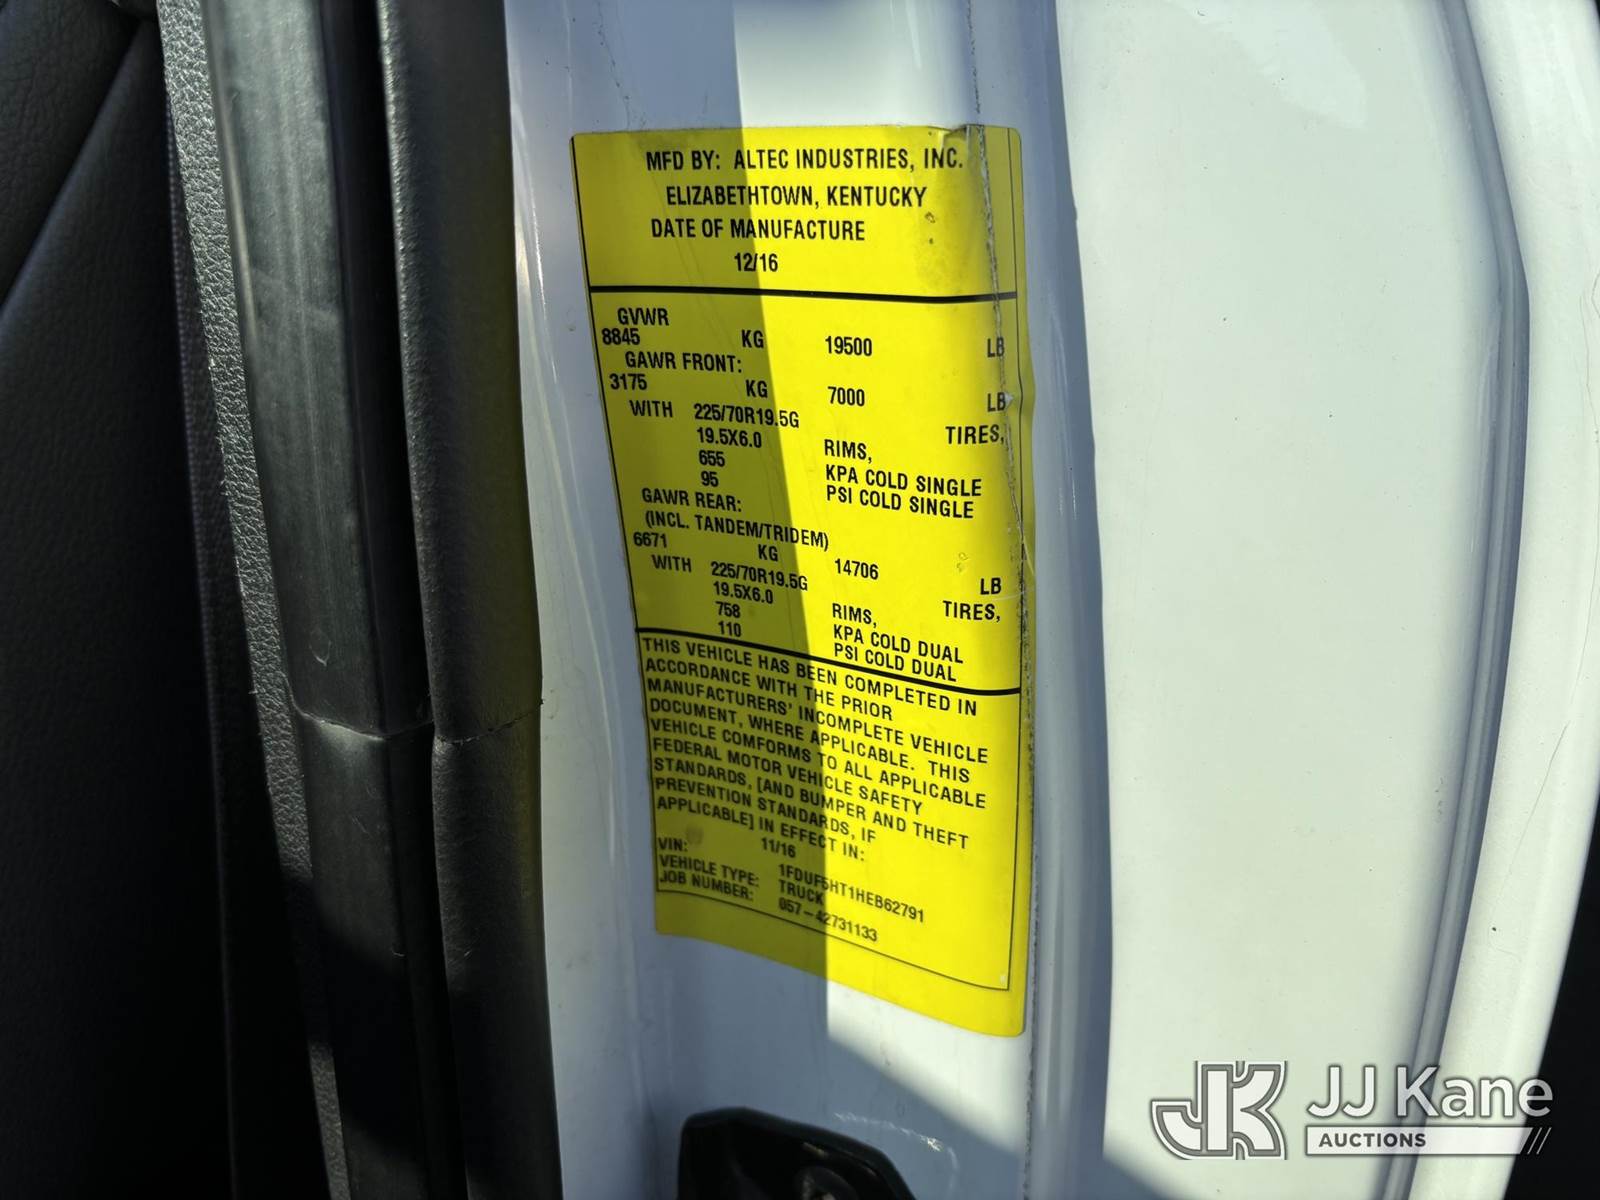 MFD BY: ALTEC INDUSTRIES, INC.
ELIZABETHTOWN, KENTUCKY
DATE OF MANUFACTURE
12/16
GVWR
8845 KG 19500 LB
GAWR FRONT:
3175 KG 7000 LB
WITH 225/70R19.5G TIRES,
19.5X6.0 RIMS,
655 KPA COLD SINGLE
95 PSI COLD SINGLE
GAWR REAR:
(INCL. TANDEM/TRIDEM)
6671 KG 14706 LB
WITH 225/70R19.5G TIRES,
19.5X6.0 RIMS,
758 KPA COLD DUAL
110 PSI COLD DUAL
THIS VEHICLE HAS BEEN COMPLETED IN
ACCORDANCE WITH THE PRIOR
MANUFACTURERS' INCOMPLETE VEHICLE
DOCUMENT, WHERE APPLICABLE. THIS
VEHICLE COMFORMS TO ALL APPLICABLE
FEDERAL MOTOR VEHICLE SAFETY
STANDARDS, [AND BUMPER AND THEFT
PREVENTION STANDARDS, IF
APPLICABLE] IN EFFECT IN:
11/16
VIN: 1FDUF5HT1HEB62791
VEHICLE TYPE: TRUCK
JOB NUMBER: 057-42731133
JK JJ Kane
AUCTIONS